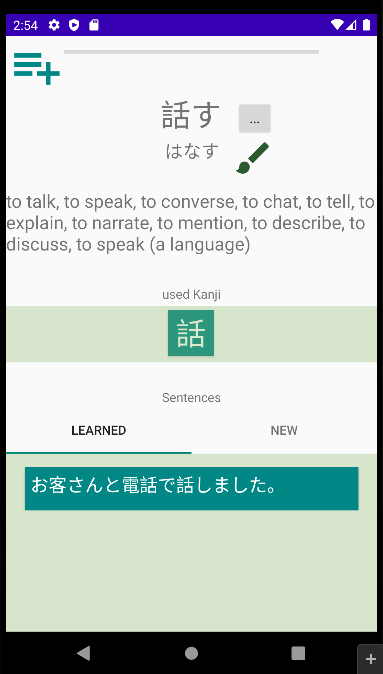 2:54
話す
...
はなす
to talk, to speak, to converse, to chat, to tell, to
explain, to narrate, to mention, to describe, to
discuss, to speak (a language)
used Kanji
話
Sentences
LEARNED NEW
お客さんと電話で話しました。